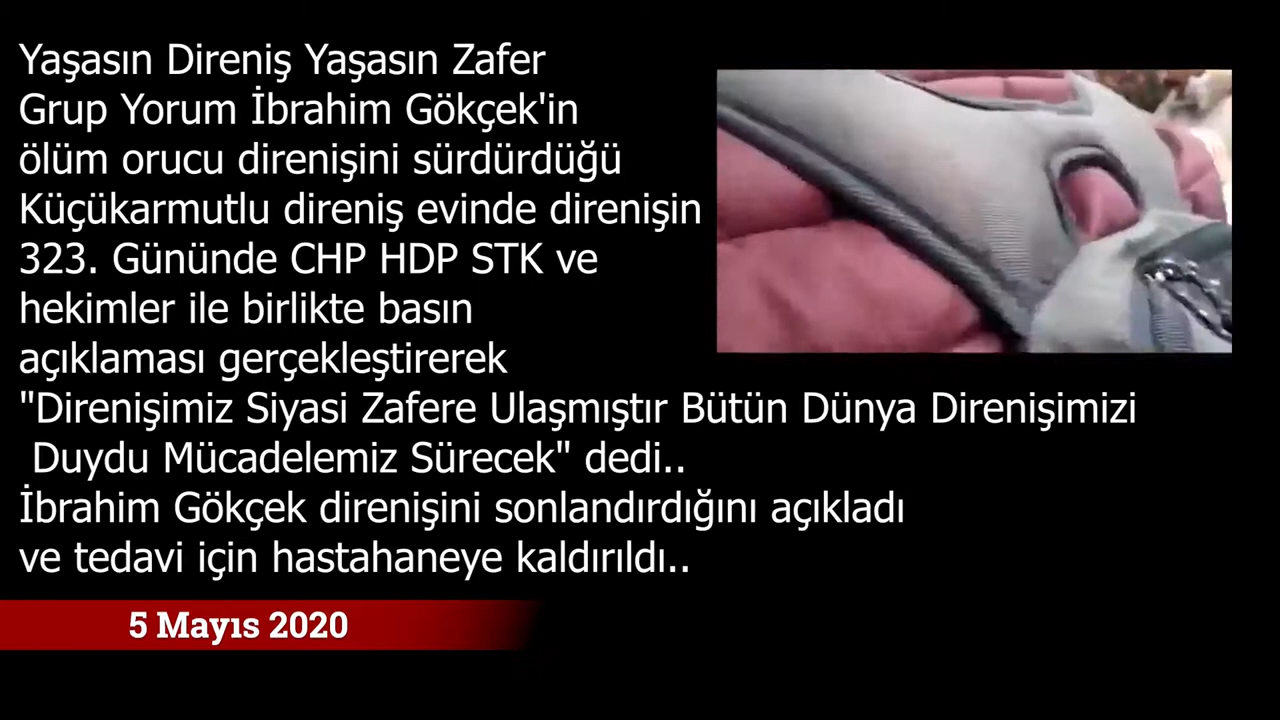 Yaşasın Direniş Yaşasın Zafer
Grup Yorum İbrahim Gökçek'in
ölüm orucu direnişini sürdürdüğü
Küçükarmutlu direniş evinde direnişin
323. Gününde CHP HDP STK ve
hekimler ile birlikte basın
açıklaması gerçekleştirerek
"Direnişimiz Siyasi Zafere Ulaşmıştır Bütün Dünya Direnişimizi
Duydu Mücadelemiz Sürecek" dedi..
İbrahim Gökçek direnişini sonlandırdığını açıkladı
ve tedavi için hastahaneye kaldırıldı..
5 Mayıs 2020